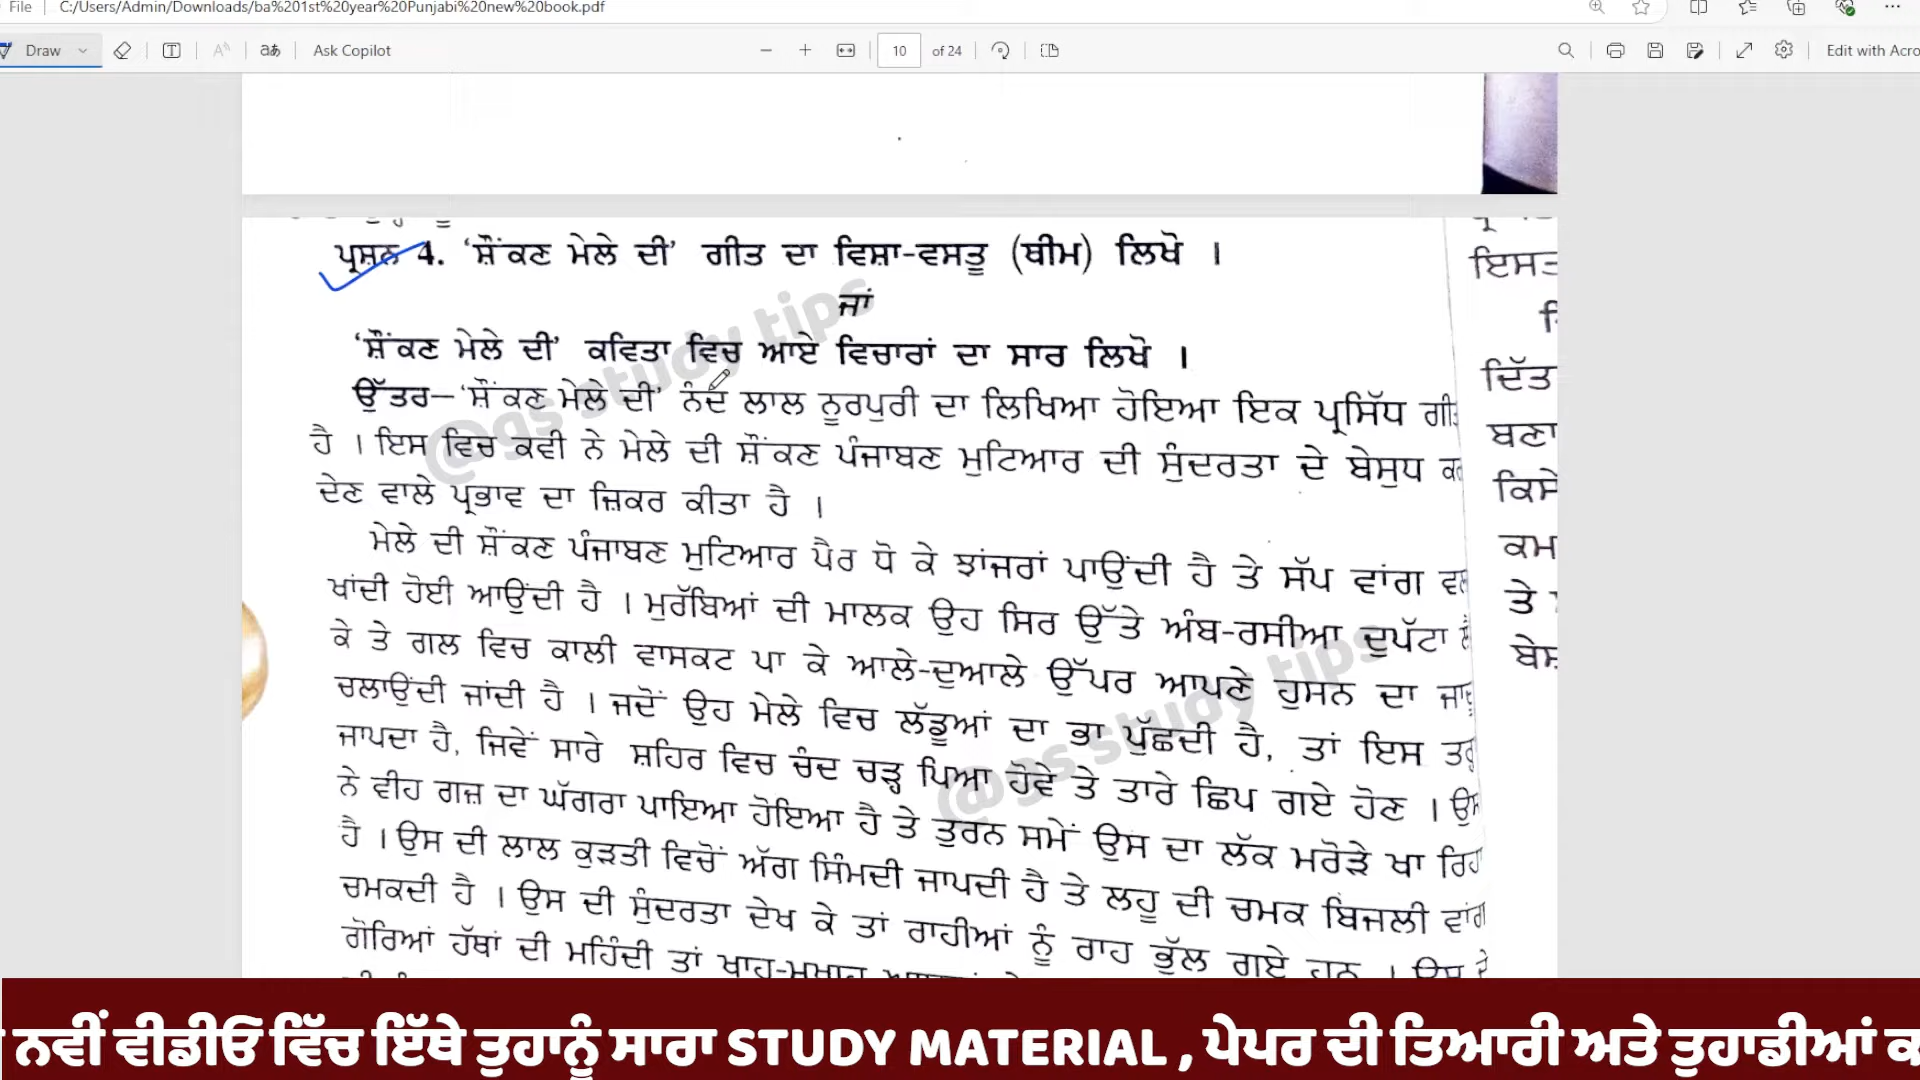 File
C:/Users/Admin/Downloads/ba%201st%20year%20Punjabi%20new%20book.pdf
Draw
Ask Copilot
10 of 24
Edit with Acro
ਪ੍ਰਸ਼ਨ 4. ‘ਸ਼ੌਂਕਣ ਮੇਲੇ ਦੀ’ ਗੀਤ ਦਾ ਵਿਸ਼ਾ-ਵਸਤੂ (ਥੀਮ) ਲਿਖੋ ।
ਜਾਂ
‘ਸ਼ੌਂਕਣ ਮੇਲੇ ਦੀ’ ਕਵਿਤਾ ਵਿਚ ਆਏ ਵਿਚਾਰਾਂ ਦਾ ਸਾਰ ਲਿਖੋ ।
ਉੱਤਰ—‘ਸ਼ੌਂਕਣ ਮੇਲੇ ਦੀ’ ਨੰਦ ਲਾਲ ਨੂਰਪੁਰੀ ਦਾ ਲਿਖਿਆ ਹੋਇਆ ਇਕ ਪ੍ਰਸਿੱਧ
ਹੈ । ਇਸ ਵਿਚ ਕਵੀ ਨੇ ਮੇਲੇ ਦੀ ਸ਼ੌਂਕਣ ਪੰਜਾਬਣ ਮੁਟਿਆਰ ਦੀ ਸੁੰਦਰਤਾ ਦੇ ਬੇਸੁਧ
ਦੇਣ ਵਾਲੇ ਪ੍ਰਭਾਵ ਦਾ ਜ਼ਿਕਰ ਕੀਤਾ ਹੈ ।
ਮੇਲੇ ਦੀ ਸ਼ੌਂਕਣ ਪੰਜਾਬਣ ਮੁਟਿਆਰ ਪੈਰ ਧੋ ਕੇ ਝਾਂਜਰਾਂ ਪਾਉਂਦੀ ਹੈ ਤੇ ਸੱਪ ਵਾਂਗ
ਖਾਂਦੀ ਹੋਈ ਆਉਂਦੀ ਹੈ । ਮੁਰੱਬਿਆਂ ਦੀ ਮਾਲਕ ਉਹ ਸਿਰ ਉੱਤੇ ਅੰਬ-ਰਸੀਆ ਦੁਪੱਟਾ
ਕੇ ਤੇ ਗਲ ਵਿਚ ਕਾਲੀ ਵਾਸਕਟ ਪਾ ਕੇ ਆਲੇ-ਦੁਆਲੇ ਉੱਪਰ ਆਪਣੇ ਹੁਸਨ ਦਾ
ਚਲਾਉਂਦੀ ਜਾਂਦੀ ਹੈ । ਜਦੋਂ ਉਹ ਮੇਲੇ ਵਿਚ ਲੱਡੂਆਂ ਦਾ ਭਾ ਪੁੱਛਦੀ ਹੈ, ਤਾਂ ਇਸ
ਜਾਪਦਾ ਹੈ, ਜਿਵੇਂ ਸਾਰੇ ਸ਼ਹਿਰ ਵਿਚ ਚੰਦ ਚੜ੍ਹ ਪਿਆ ਹੋਵੇ ਤੇ ਤਾਰੇ ਛਿਪ ਗਏ ਹੋਣ ।
ਨੇ ਵੀਹ ਗਜ਼ ਦਾ ਘੱਗਰਾ ਪਾਇਆ ਹੋਇਆ ਹੈ ਤੇ ਤੁਰਨ ਸਮੇਂ ਉਸ ਦਾ ਲੱਕ ਮਰੋੜੇ ਖਾ ਰਿਹਾ
ਹੈ । ਉਸ ਦੀ ਲਾਲ ਕੁੜਤੀ ਵਿਚੋਂ ਅੱਗ ਸਿੰਮਦੀ ਜਾਪਦੀ ਹੈ ਤੇ ਲਹੂ ਦੀ ਚਮਕ ਬਿਜਲੀ ਵਾਂਗ
ਚਮਕਦੀ ਹੈ । ਉਸ ਦੀ ਸੁੰਦਰਤਾ ਦੇਖ ਕੇ ਤਾਂ ਰਾਹੀਆਂ ਨੂੰ ਰਾਹ ਭੁੱਲ ਗਏ ਹਨ । ਉਸ ਦੇ
ਗੋਰਿਆਂ ਹੱਥਾਂ ਦੀ ਮਹਿੰਦੀ ਤਾਂ ਖਾਹ-ਮਖਾਹ
ਇਸਤ
ਦਿੱਤ
ਬਣਾ
ਕਿਸੇ
ਕਮ
ਤੇ
@gs study tips
@gs study tips
ਨਵੀਂ ਵੀਡੀਓ ਵਿੱਚ ਇੱਥੇ ਤੁਹਾਨੂੰ ਸਾਰਾ STUDY MATERIAL , ਪੇਪਰ ਦੀ ਤਿਆਰੀ ਅਤੇ ਤੁਹਾਡੀਆਂ